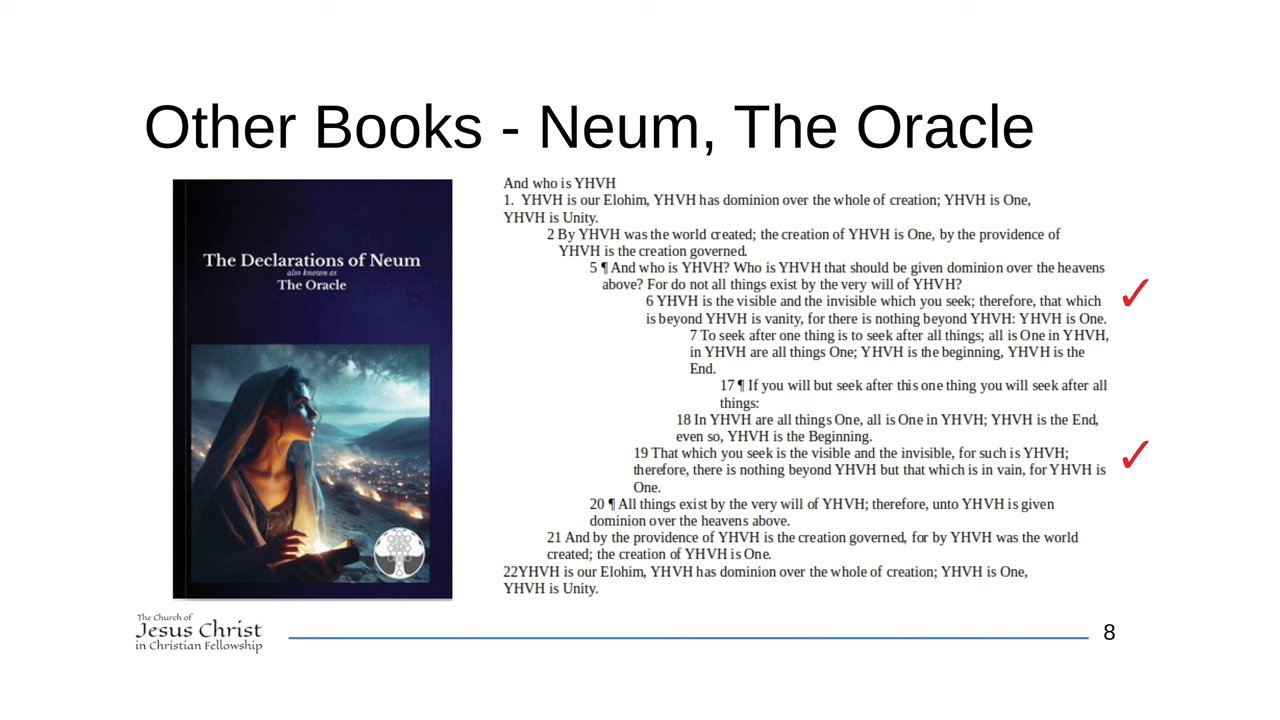 Other Books - Neum, The Oracle
The Declarations of Neum
also known as
The Oracle
And who is YHVH
1. YHVH is our Elohim, YHVH has dominion over the whole of creation; YHVH is One,
YHVH is Unity.
2 By YHVH was the world created; the creation of YHVH is One, by the providence of
YHVH is the creation governed.
5 ¶ And who is YHVH? Who is YHVH that should be given dominion over the heavens
above? For do not all things exist by the very will of YHVH?
6 YHVH is the visible and the invisible which you seek; therefore, that which
is beyond YHVH is vanity, for there is nothing beyond YHVH: YHVH is One.
7 To seek after one thing is to seek after all things; all is One in YHVH,
in YHVH are all things One; YHVH is the beginning, YHVH is the
End.
17 ¶ If you will but seek after this one thing you will seek after all
things:
18 In YHVH are all things One, all is One in YHVH; YHVH is the End,
even so, YHVH is the Beginning.
19 That which you seek is the visible and the invisible, for such is YHVH;
therefore, there is nothing beyond YHVH but that which is in vain, for YHVH is
One.
20 ¶ All things exist by the very will of YHVH; therefore, unto YHVH is given
dominion over the heavens above.
21 And by the providence of YHVH is the creation governed, for by YHVH was the world
created; the creation of YHVH is One.
22YHVH is our Elohim, YHVH has dominion over the whole of creation; YHVH is One,
YHVH is Unity.
The Church of
Jesus Christ
in Christian Fellowship
8